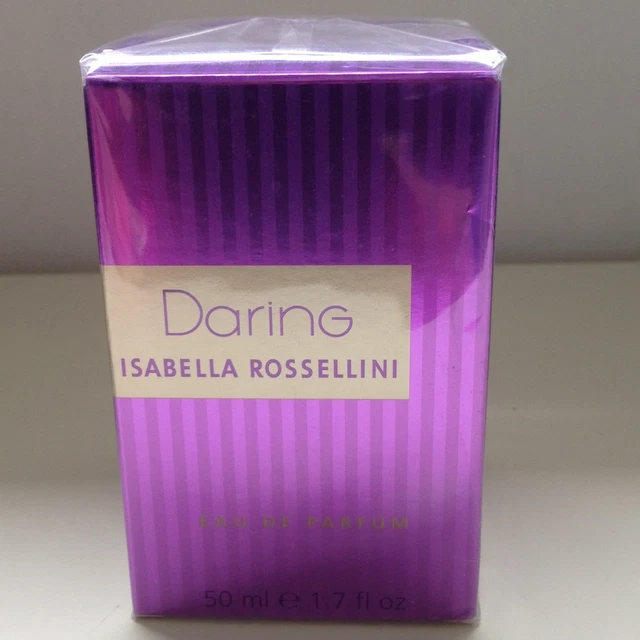 Daring
ISABELLA ROSSELLINI
EAU DE PARFUM
50 ml e 1.7 fl oz